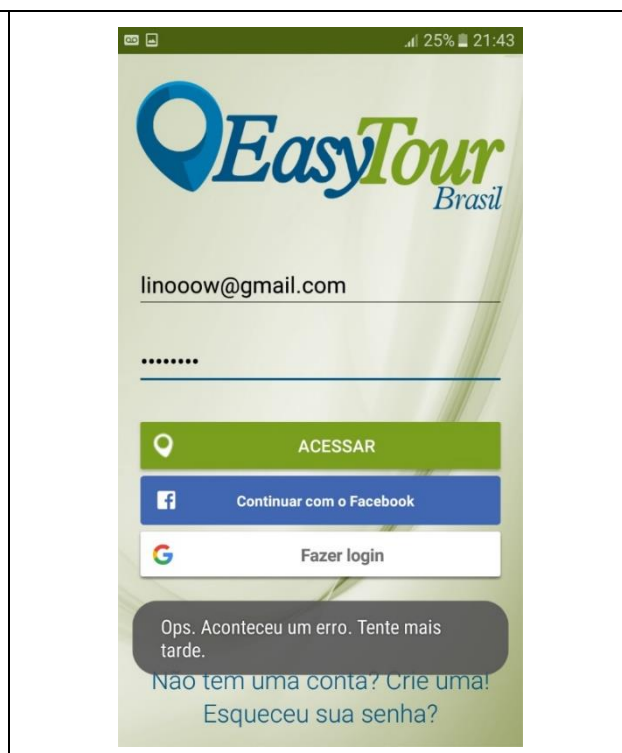 25% 21:43
EasyTour
Brasil
linooow@gmail.com
••••••••
ACESSAR
Continuar com o Facebook
Fazer login
Ops. Aconteceu um erro. Tente mais
tarde.
Não tem uma conta? Crie uma!
Esqueceu sua senha?